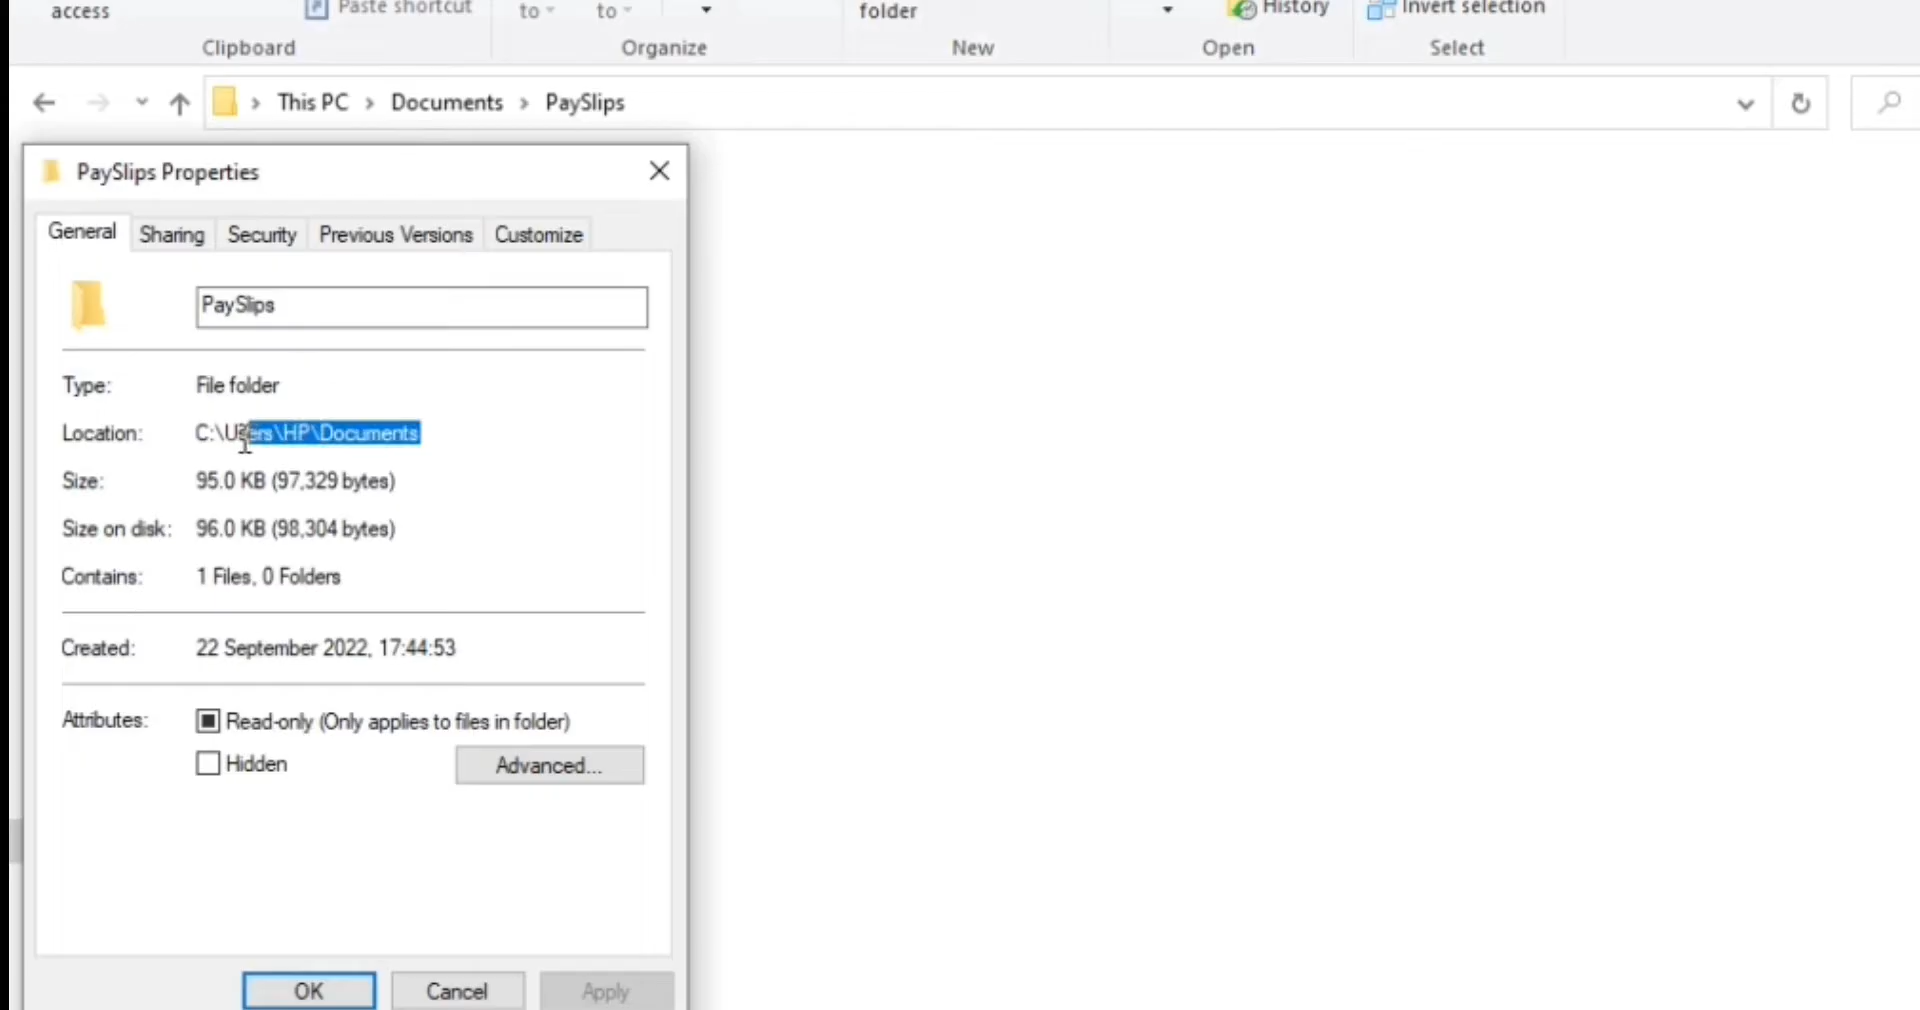 access
Paste shortcut
to
to
folder
History
Invert selection
Clipboard
Organize
New
Open
Select
This PC > Documents > PaySlips
PaySlips Properties
General
Sharing
Security
Previous Versions
Customize
PaySlips
Type: File folder
Location: C:\Users\HP\Documents
Size: 95.0 KB (97,329 bytes)
Size on disk: 96.0 KB (98,304 bytes)
Contains: 1 Files, 0 Folders
Created: 22 September 2022, 17:44:53
Attributes: Read-only (Only applies to files in folder)
Hidden
Advanced...
OK
Cancel
Apply